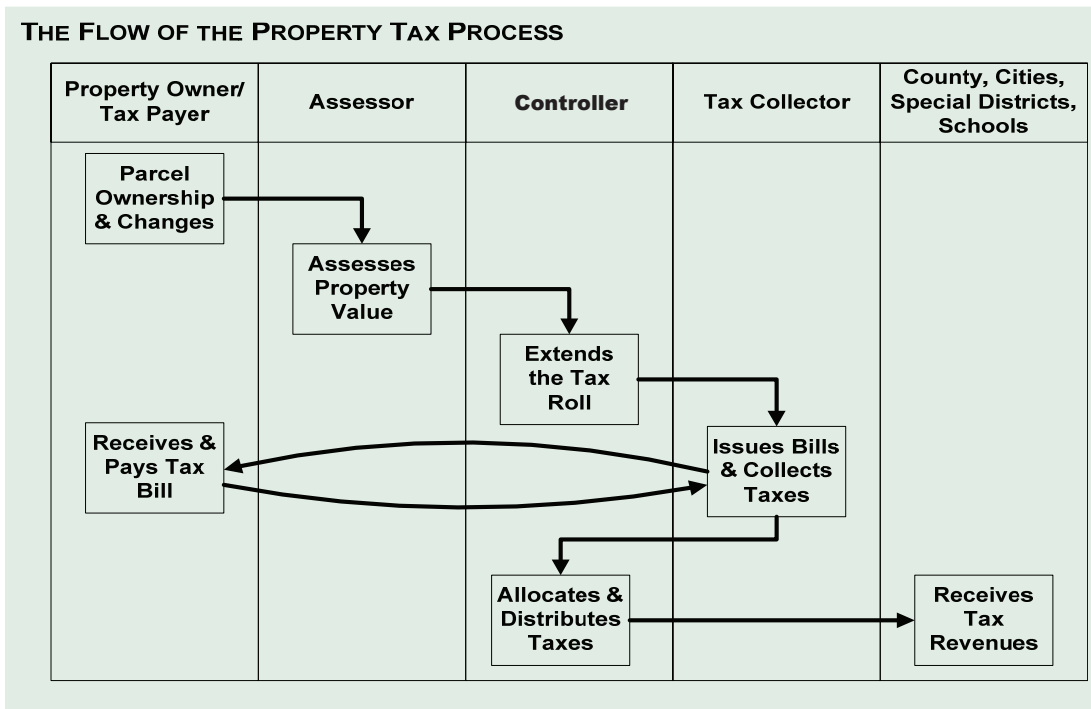 THE FLOW OF THE PROPERTY TAX PROCESS
Property Owner/
Tax Payer
Assessor
Controller
Tax Collector
County, Cities,
Special Districts,
Schools
Parcel
Ownership
& Changes
Assesses
Property
Value
Extends
the Tax
Roll
Receives &
Pays Tax
Bill
Issues Bills
& Collects
Taxes
Allocates &
Distributes
Taxes
Receives
Tax
Revenues